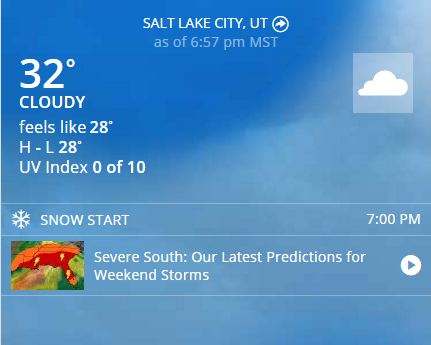 SALT LAKE CITY, UT
as of 6:57 pm MST
32°
CLOUDY
feels like 28°
H - L 28°
UV Index 0 of 10
SNOW START 7:00 PM
Severe South: Our Latest Predictions for
Weekend Storms